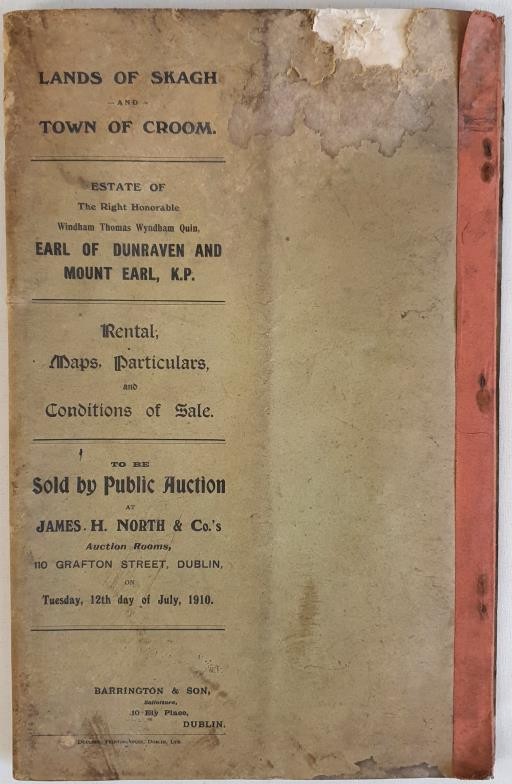 LANDS OF SKAGH
- AND -
TOWN OF CROOM.
ESTATE OF
The Right Honorable
Windham Thomas Wyndham Quin,
EARL OF DUNRAVEN AND
MOUNT EARL, K.P.
Rental,
Maps, Particulars,
and
Conditions of Sale.
TO BE
Sold by Public Auction
AT
JAMES H. NORTH & Co.'s
Auction Rooms,
110 GRAFTON STREET, DUBLIN,
ON
Tuesday, 12th day of July, 1910.
BARRINGTON & SON,
Solicitors,
10 Ely Place,
DUBLIN.
Dublin, Ltd.